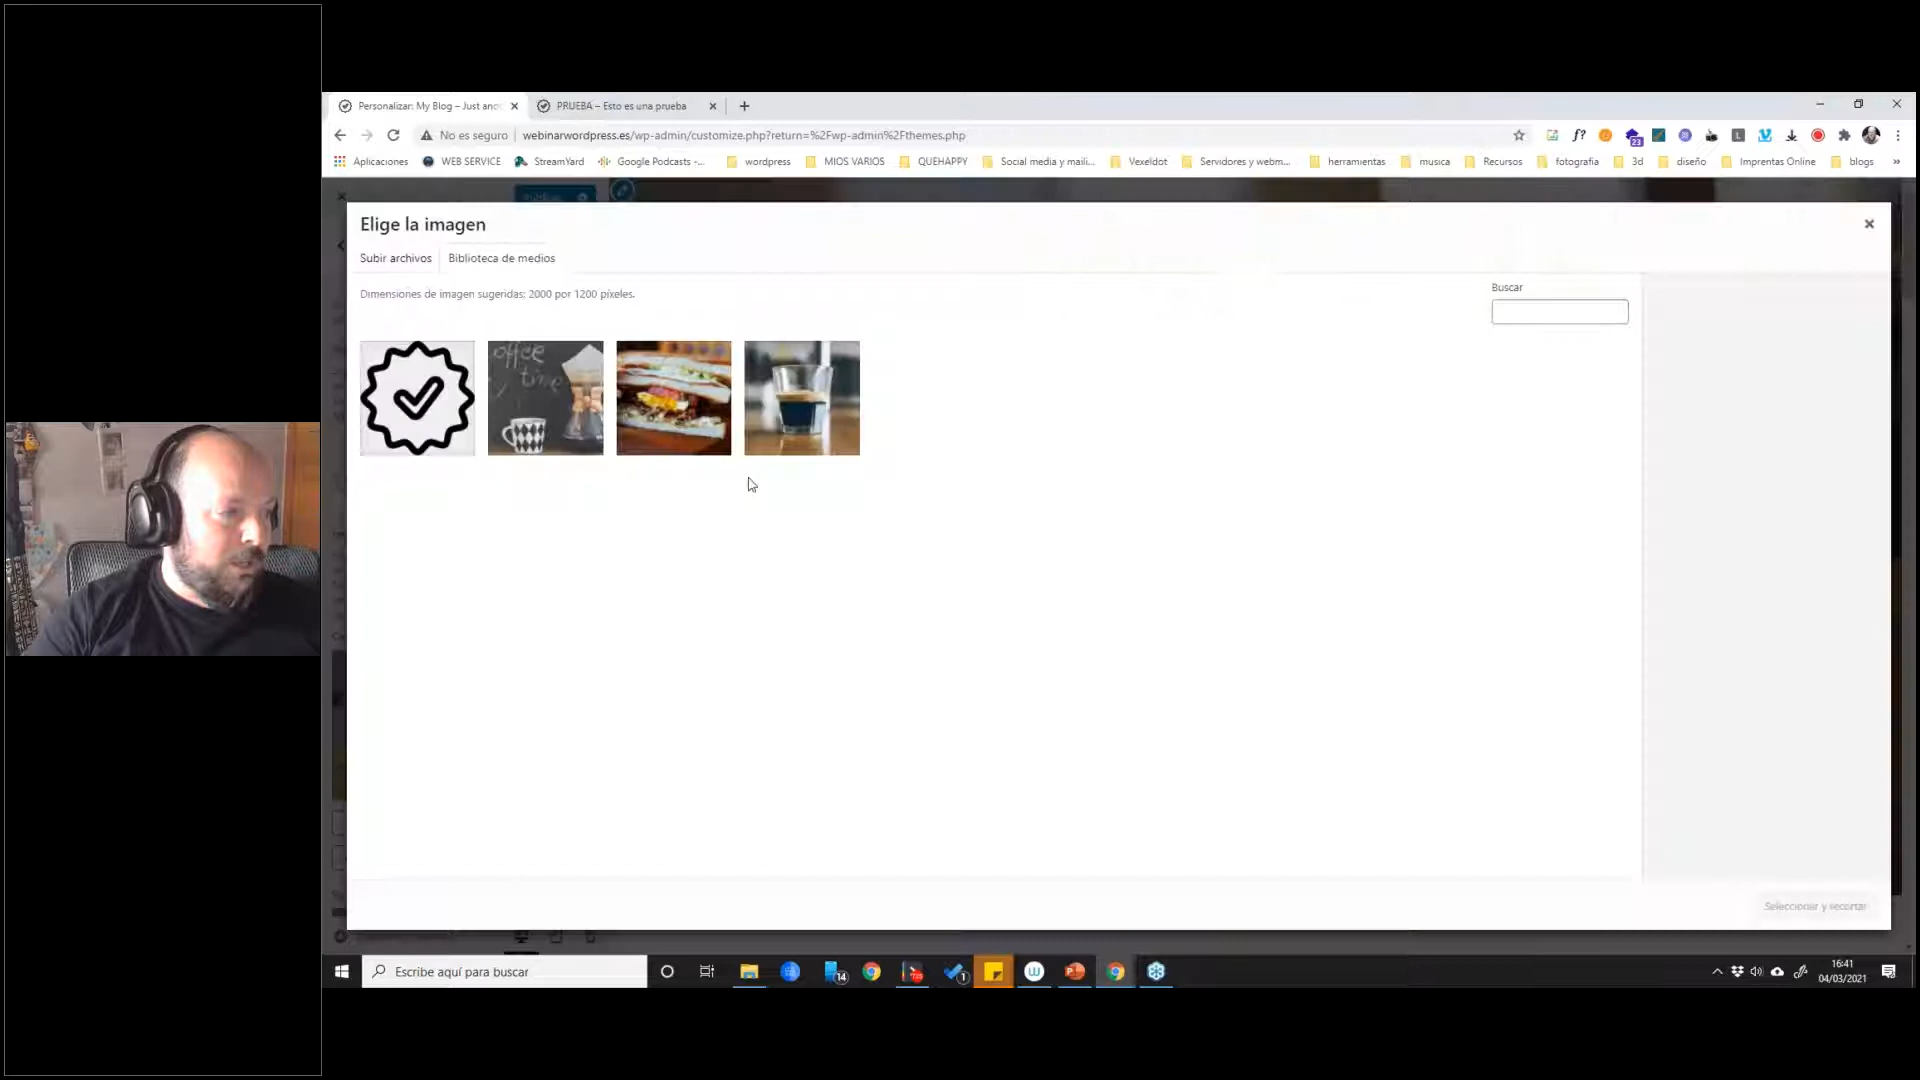 Personalizar: My Blog – Just ano
PRUEBA – Esto es una prueba
No es seguro
webinarwordpress.es/wp-admin/customize.php?return=%2Fwp-admin%2Fthemes.php
Aplicaciones
WEB SERVICE
StreamYard
Google Podcasts -...
wordpress
MIOS VARIOS
QUEHAPPY
Social media y maili...
Vexeldot
Servidores y webm...
herramientas
musica
Recursos
fotografia
3d
diseño
Imprentas Online
blogs
23
Elige la imagen
Subir archivos
Biblioteca de medios
Dimensiones de imagen sugeridas: 2000 por 1200 píxeles.
Buscar
offee
time
Seleccionar y recortar
Escribe aquí para buscar
14
1
16:41
04/03/2021